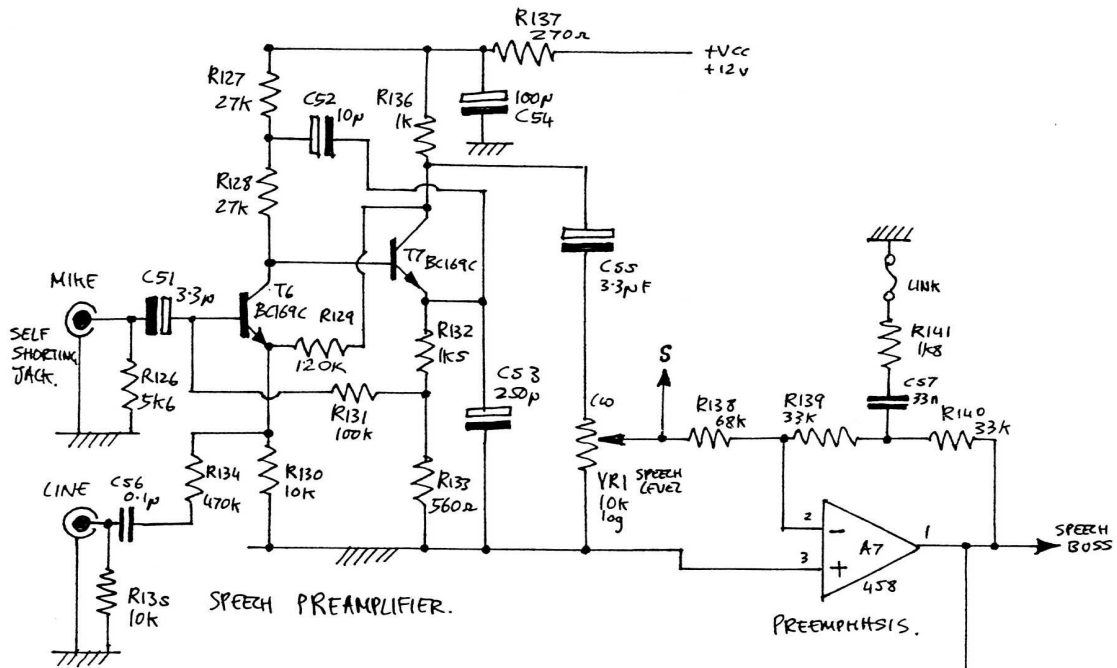 R137
270Ω
+VCC
+12V
R127
27K
C52
10µ
R136
1K
100µ
C54
R128
27K
T7
BC169C
C55
3.3µF
MIKE
C51
3.3µ
T6
BC169C
R129
120K
LINK
SELF
SHORTING
JACK.
R126
5K6
R132
1K5
C53
250µ
S
R141
1K8
C57
33n
R131
100K
R138
68K
R139
33K
R140
33K
R134
470K
R130
10K
R133
560Ω
VR1
10K
log
SPEECH
LEVEL
LINE
C56
0.1µ
2
-
3
+
A7
458
1
SPEECH
BUSS
R135
10K
SPEECH PREAMPLIFIER.
PREEMPHASIS.